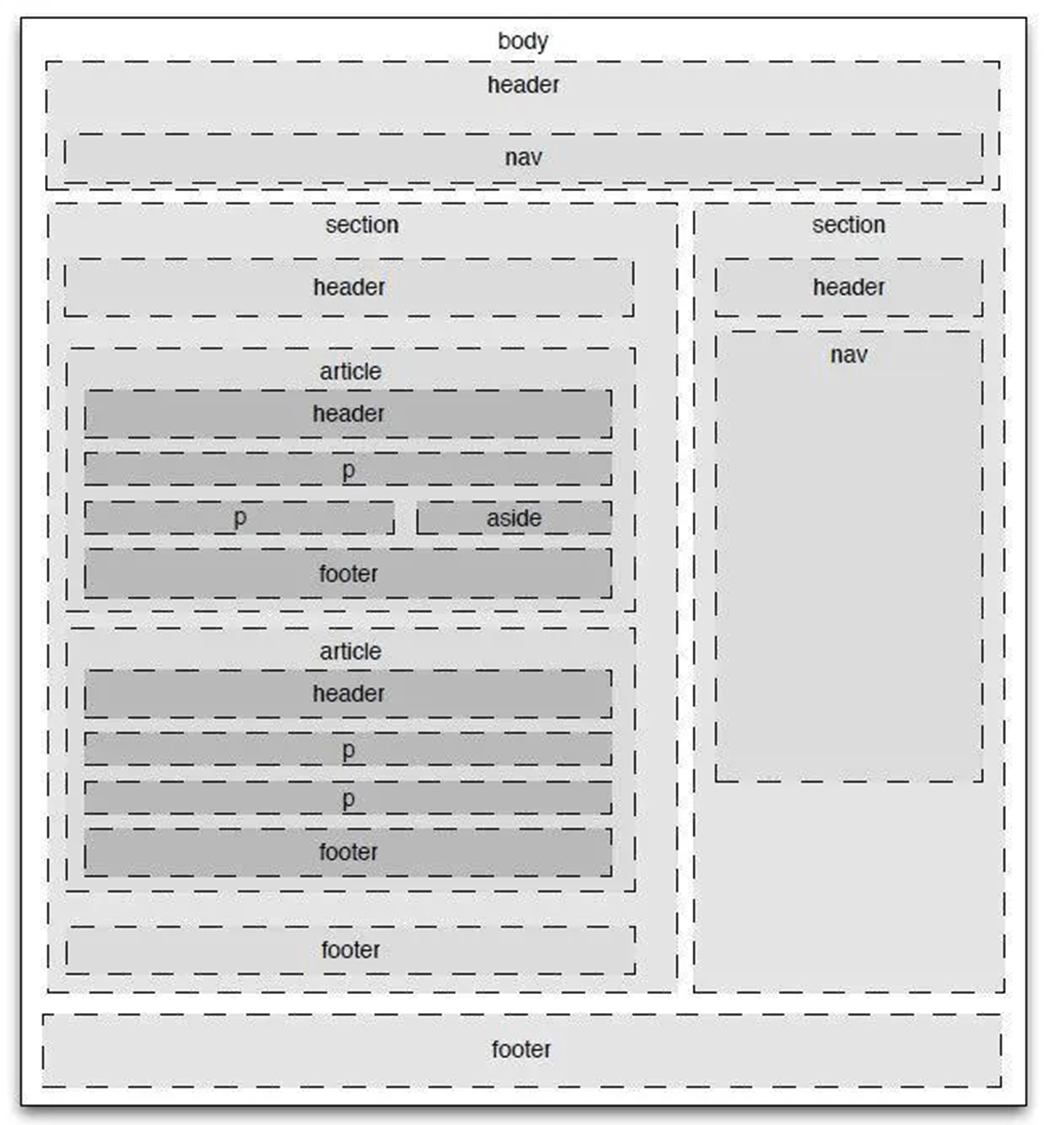 body
header
nav
section
header
article
header
p
p
aside
footer
article
header
p
p
footer
footer
section
header
nav
footer